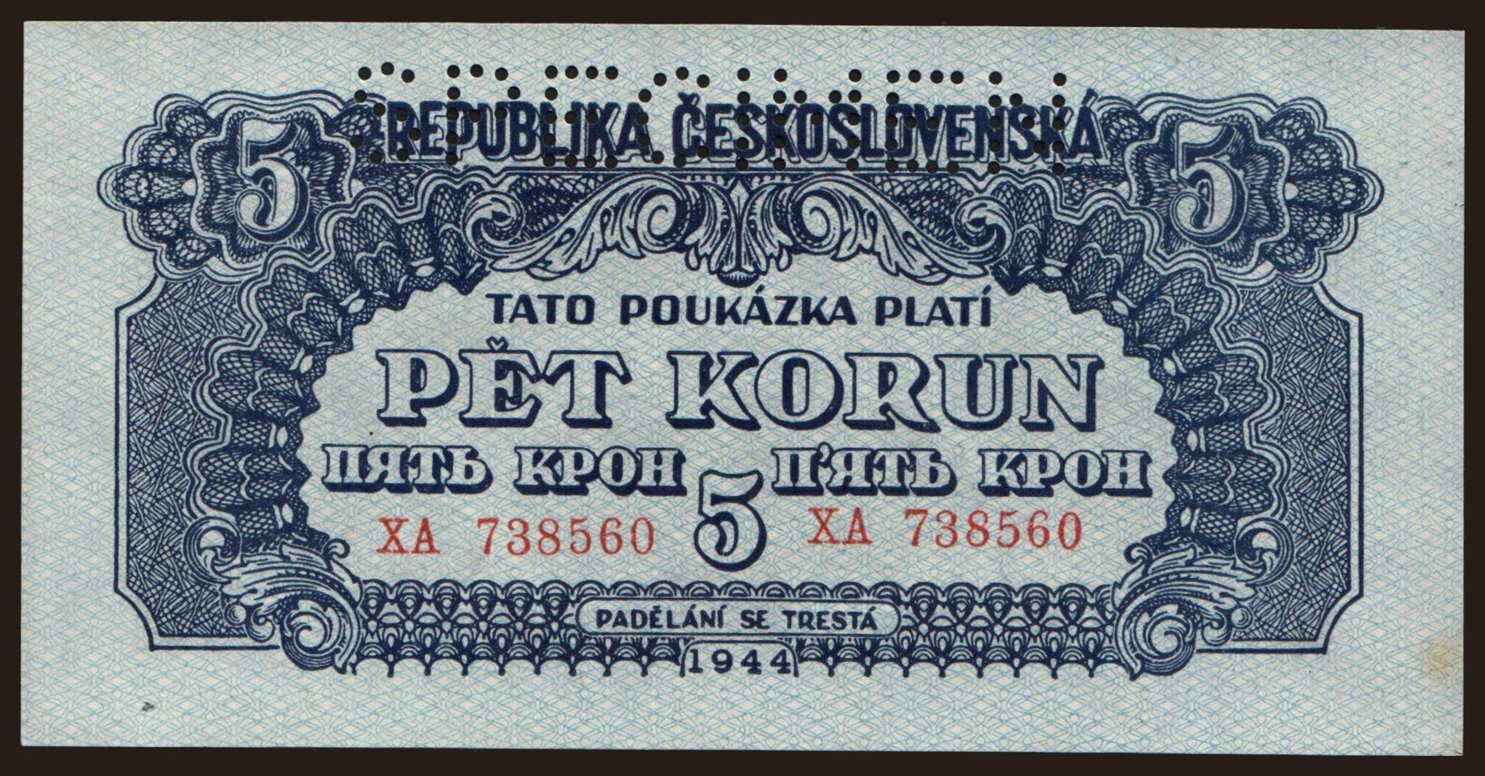 SPECIMEN
5 REPUBLIKA ČESKOSLOVENSKÁ 5
TATO POUKÁZKA PLATÍ
PĚT KORUN
ПЯТЬ КРОН П'ЯТЬ КРОН
5
XA 738560 XA 738560
PADĚLÁNÍ SE TRESTÁ
1944